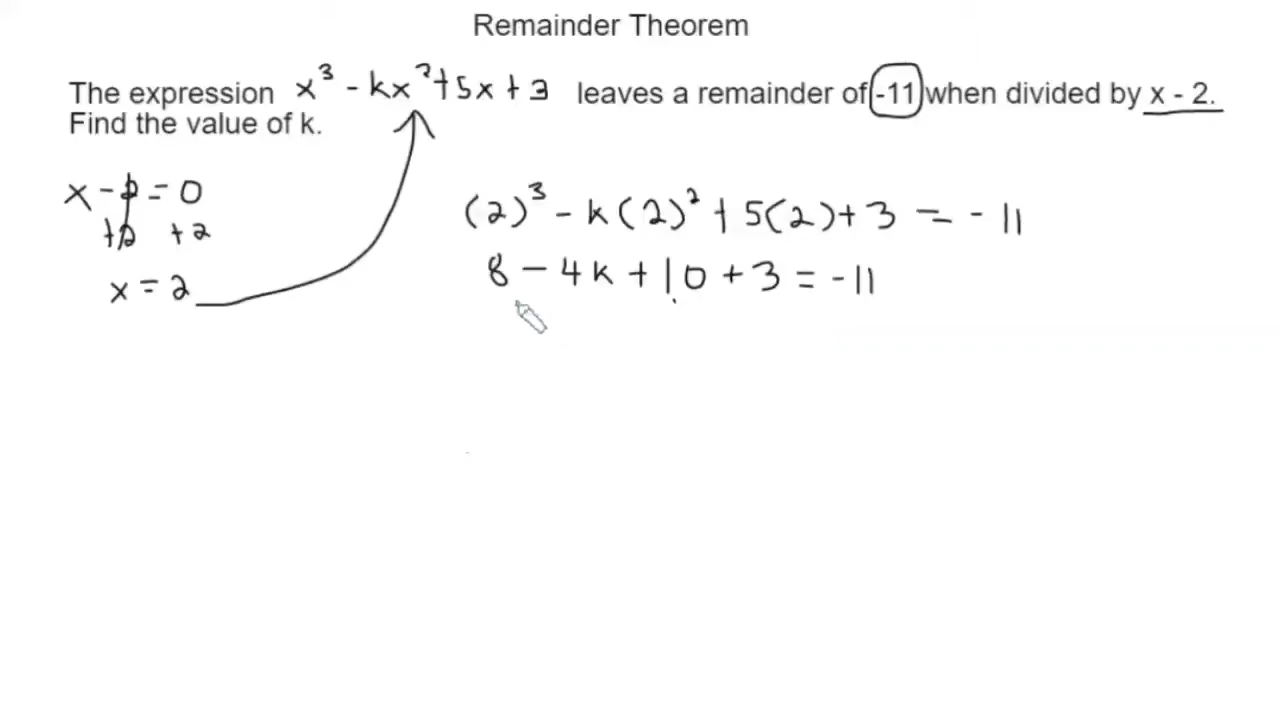 Remainder Theorem
The expression x³ - kx² + 5x + 3 leaves a remainder of -11 when divided by x - 2.
Find the value of k.
x - 2 = 0
+2 +2
x = 2
(2)³ - k(2)² + 5(2) + 3 = -11
8 - 4k + 10 + 3 = -11